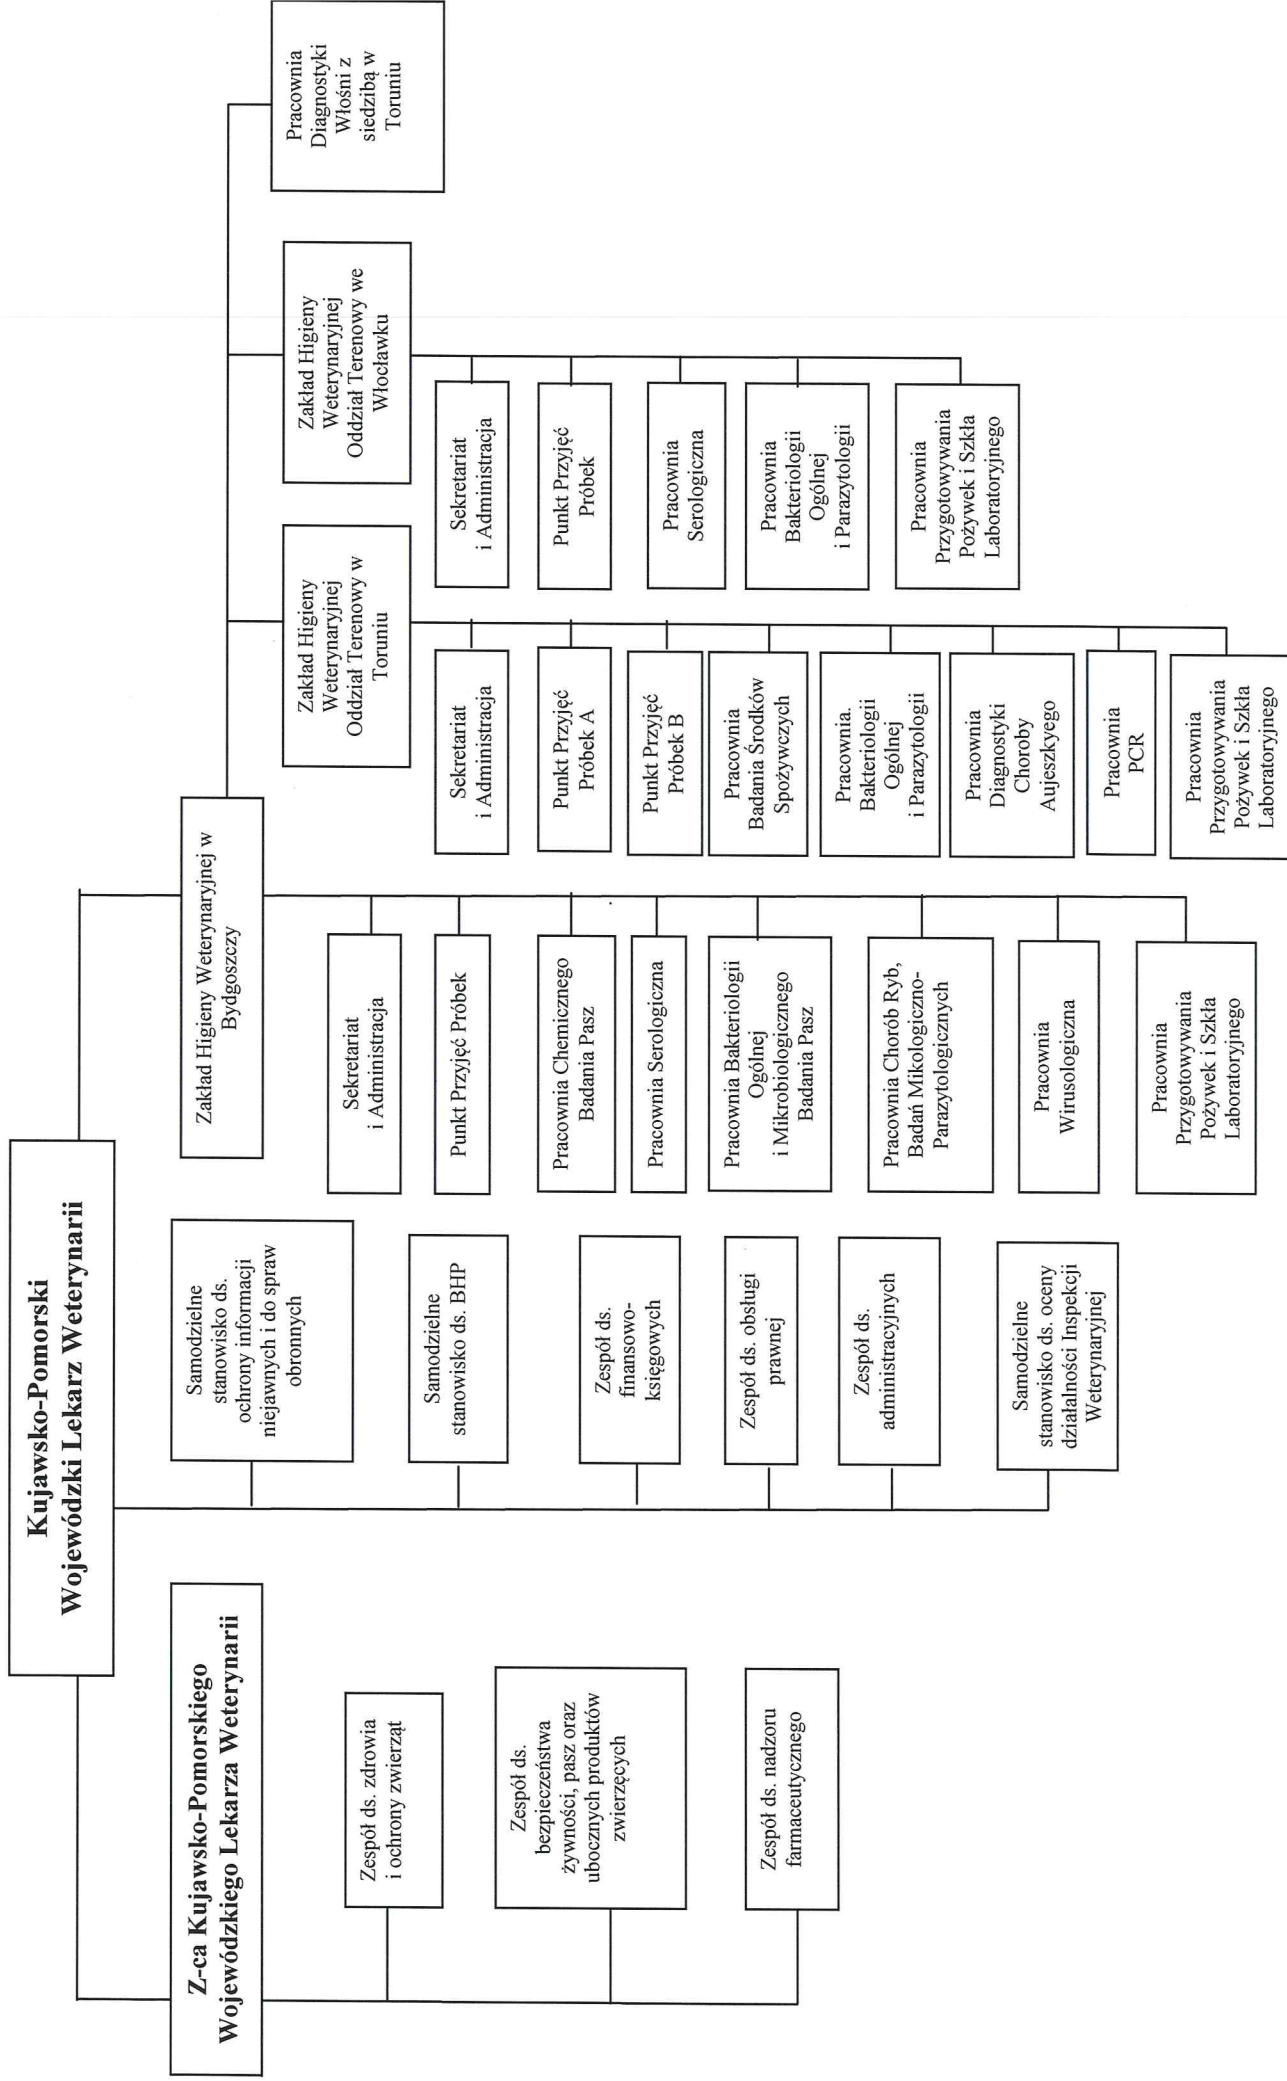 Kujawsko-Pomorski
Wojewódzki Lekarz Weterynarii
Z-ca Kujawsko-Pomorskiego
Wojewódzkiego Lekarza Weterynarii
Zespół ds. zdrowia
i ochrony zwierząt
Zespół ds.
bezpieczeństwa
żywności, pasz oraz
ubocznych produktów
zwierzęcych
Zespół ds. nadzoru
farmaceutycznego
Samodzielne
stanowisko ds.
ochrony informacji
niejawnych i do spraw
obronnych
Samodzielne
stanowisko ds. BHP
Zespół ds.
finansowo-
księgowych
Zespół ds. obsługi
prawnej
Zespół ds.
administracyjnych
Samodzielne
stanowisko ds. oceny
działalności Inspekcji
Weterynaryjnej
Zakład Higieny Weterynaryjnej w
Bydgoszczy
Sekretariat
i Administracja
Punkt Przyjęć Próbek
Pracownia Chemicznego
Badania Pasz
Pracownia Serologiczna
Pracownia Bakteriologii
Ogólnej
i Mikrobiologicznego
Badania Pasz
Pracownia Chorób Ryb,
Badań Mikologiczno-
Parazytologicznych
Pracownia
Wirusologiczna
Pracownia
Przygotowywania
Pożywek i Szkła
Laboratoryjnego
Zakład Higieny
Weterynaryjnej
Oddział Terenowy w
Toruniu
Sekretariat
i Administracja
Punkt Przyjęć
Próbek A
Punkt Przyjęć
Próbek B
Pracownia
Badania Środków
Spożywczych
Pracownia.
Bakteriologii
Ogólnej
i Parazytologii
Pracownia
Diagnostyki
Choroby
Aujeszkyego
Pracownia
PCR
Pracownia
Przygotowywania
Pożywek i Szkła
Laboratoryjnego
Zakład Higieny
Weterynaryjnej
Oddział Terenowy we
Włocławku
Sekretariat
i Administracja
Punkt Przyjęć
Próbek
Pracownia
Serologiczna
Pracownia
Bakteriologii
Ogólnej
i Parazytologii
Pracownia
Przygotowywania
Pożywek i Szkła
Laboratoryjnego
Pracownia
Diagnostyki
Włośni z
siedzibą w
Toruniu